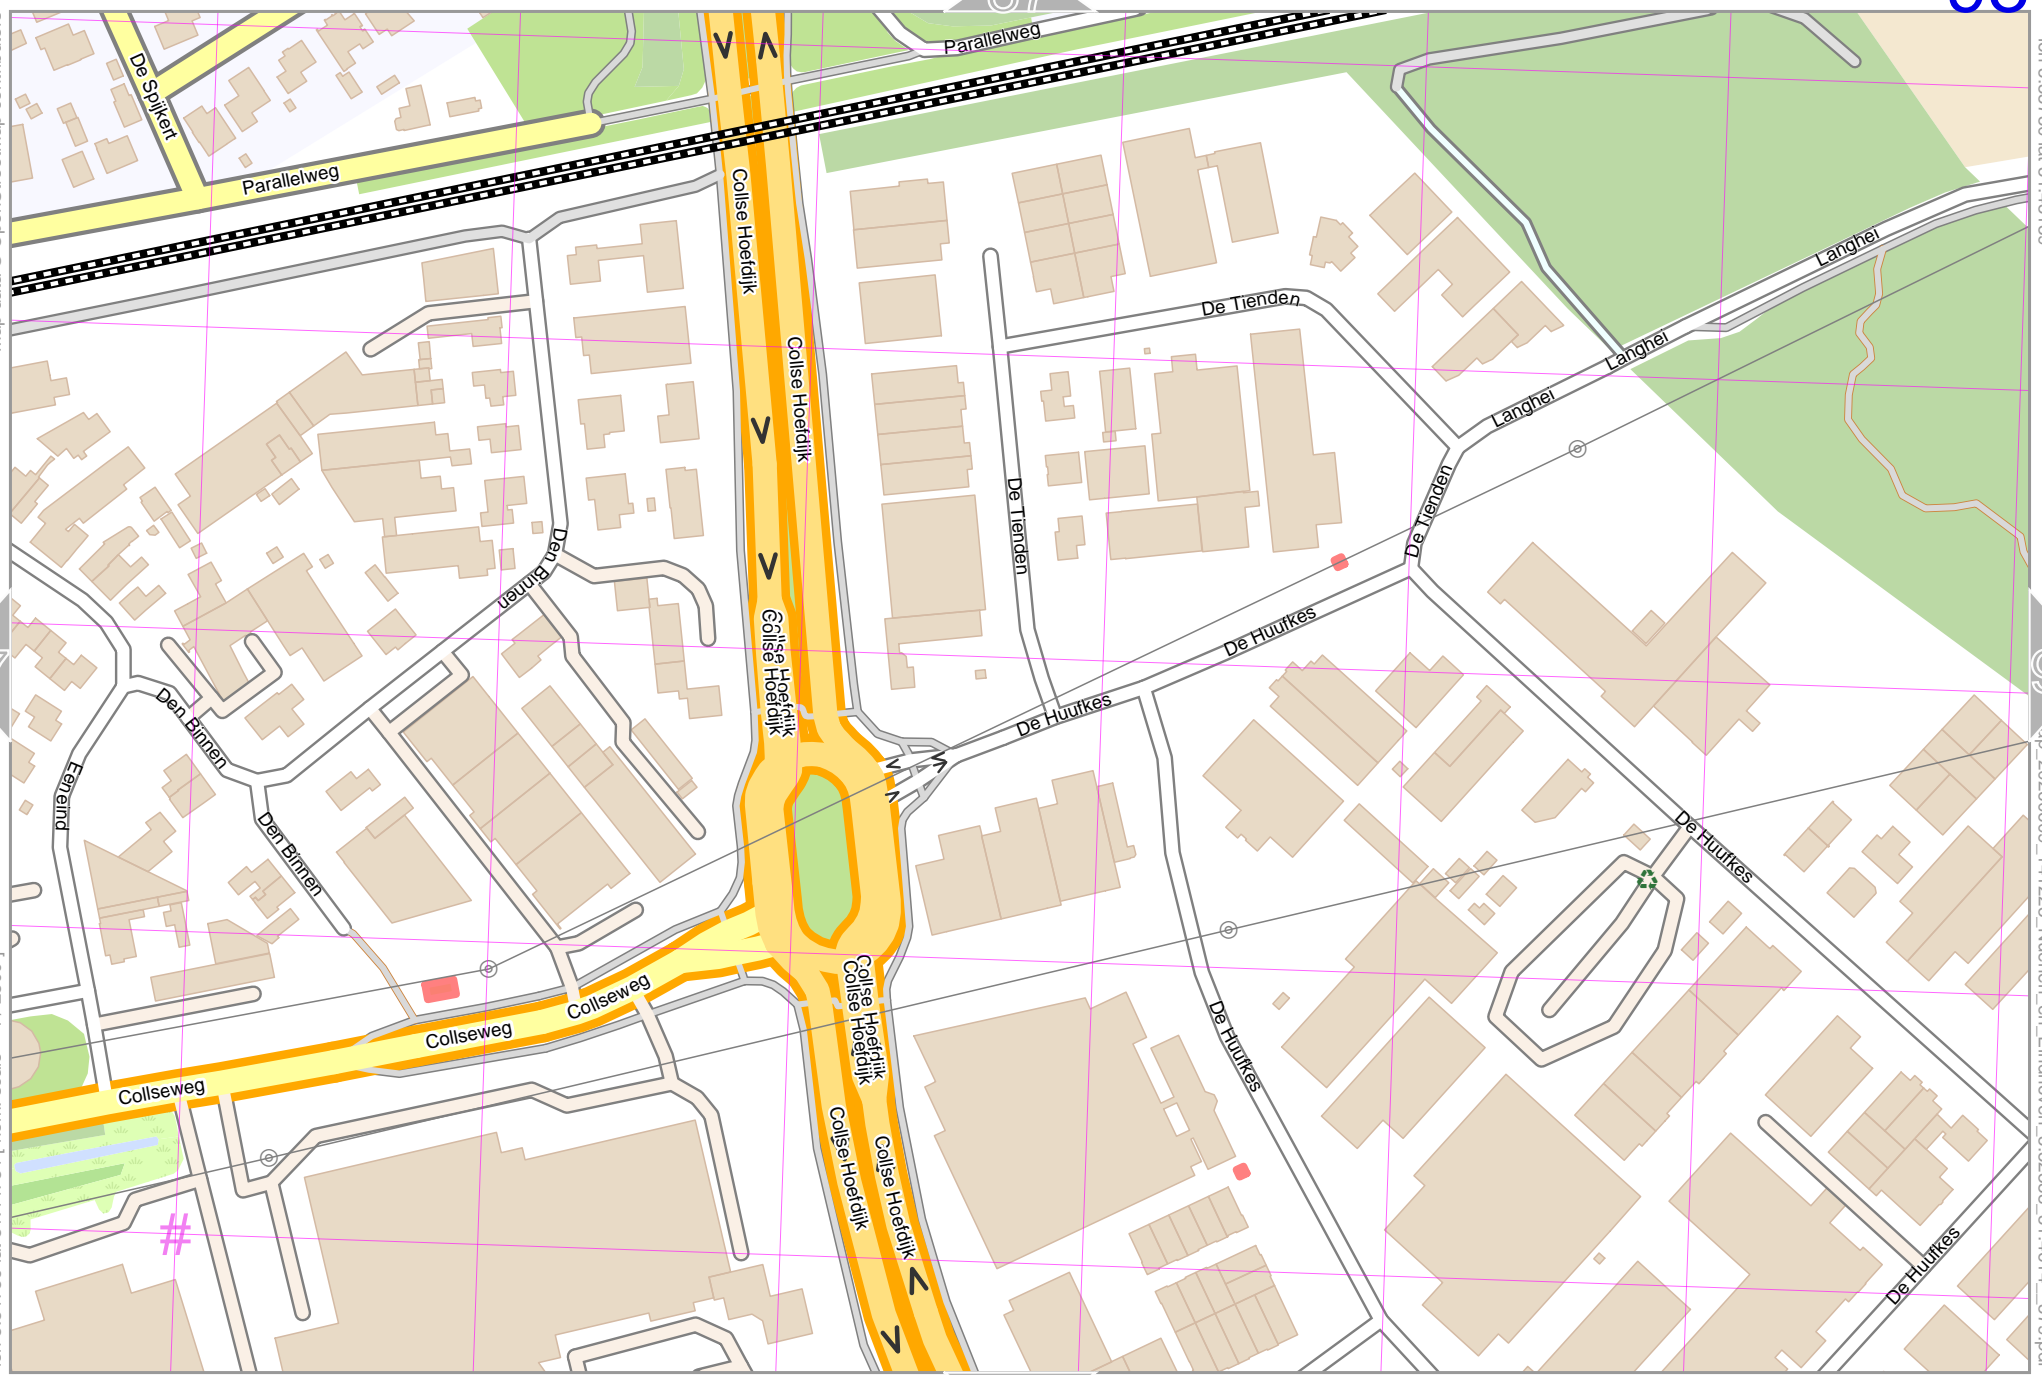 Parallelweg
De Spijkert
Parallelweg
Collse Hoefdijk
Langhei
De Tienden
Langhei
Collse Hoefdijk
Langhei
De Tienden
De Tienden
Den Binnen
De Huufkes
Collse Hoefdijk
Collse Hoefdijk
De Huufkes
Den Binnen
Eeneind
Den Binnen
De Huufkes
Collseweg
Collseweg
Collse Hoefdijk
Collse Hoefdijk
De Huufkes
Collseweg
Collse Hoefdijk
Collse Hoefdijk
#
De Huufkes